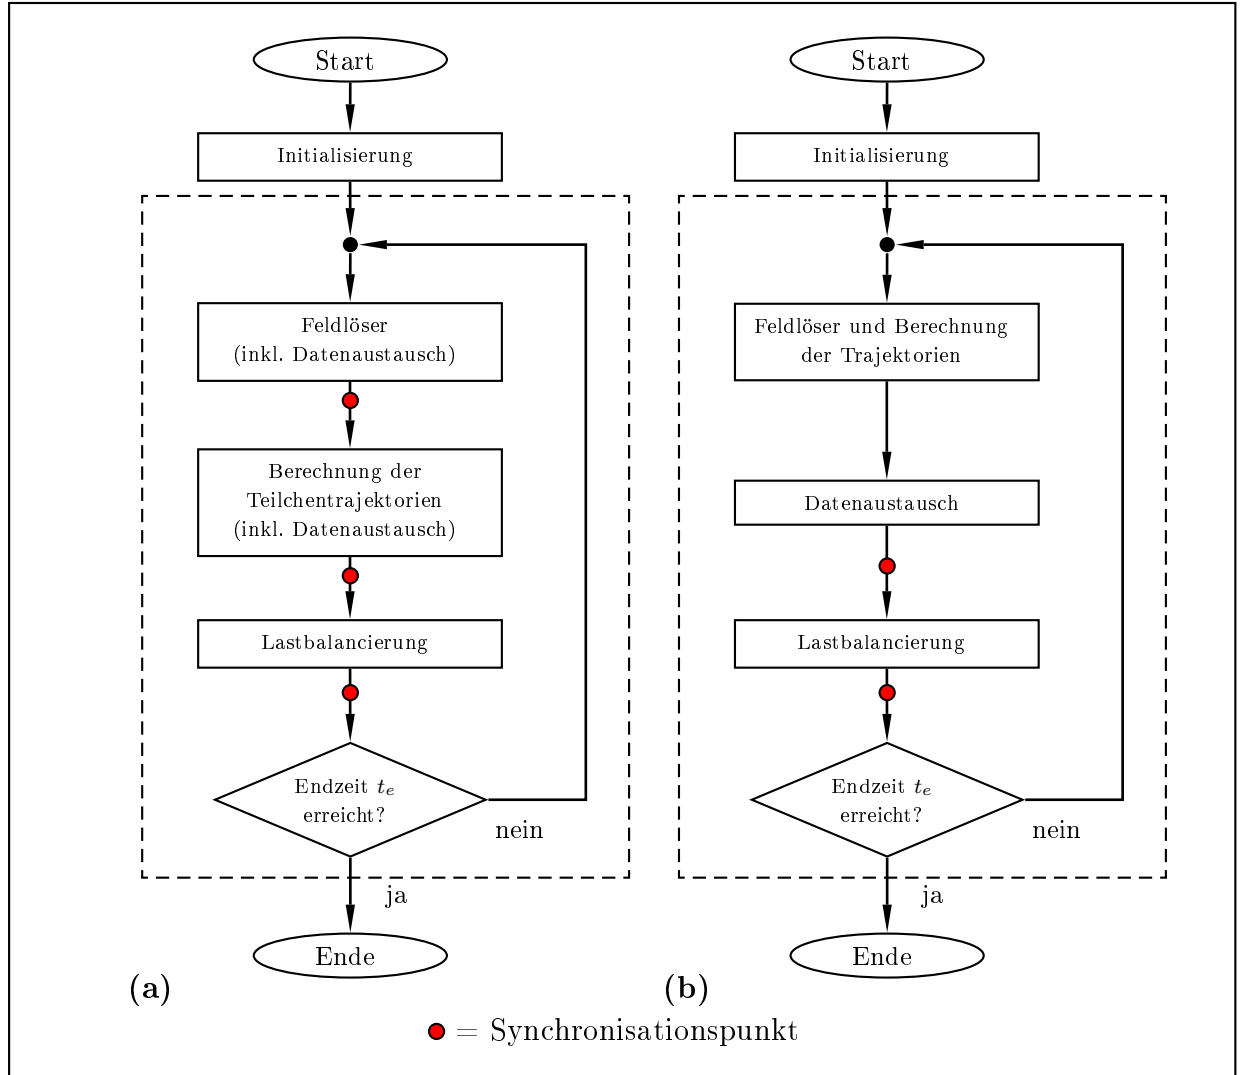 Start
Initialisierung
Feldlöser
(inkl. Datenaustausch)
Berechnung der
Teilchentrajektorien
(inkl. Datenaustausch)
Lastbalancierung
Endzeit t_e
erreicht?
nein
ja
Ende
(a)
Start
Initialisierung
Feldlöser und Berechnung
der Trajektorien
Datenaustausch
Lastbalancierung
Endzeit t_e
erreicht?
nein
ja
Ende
(b)
= Synchronisationspunkt